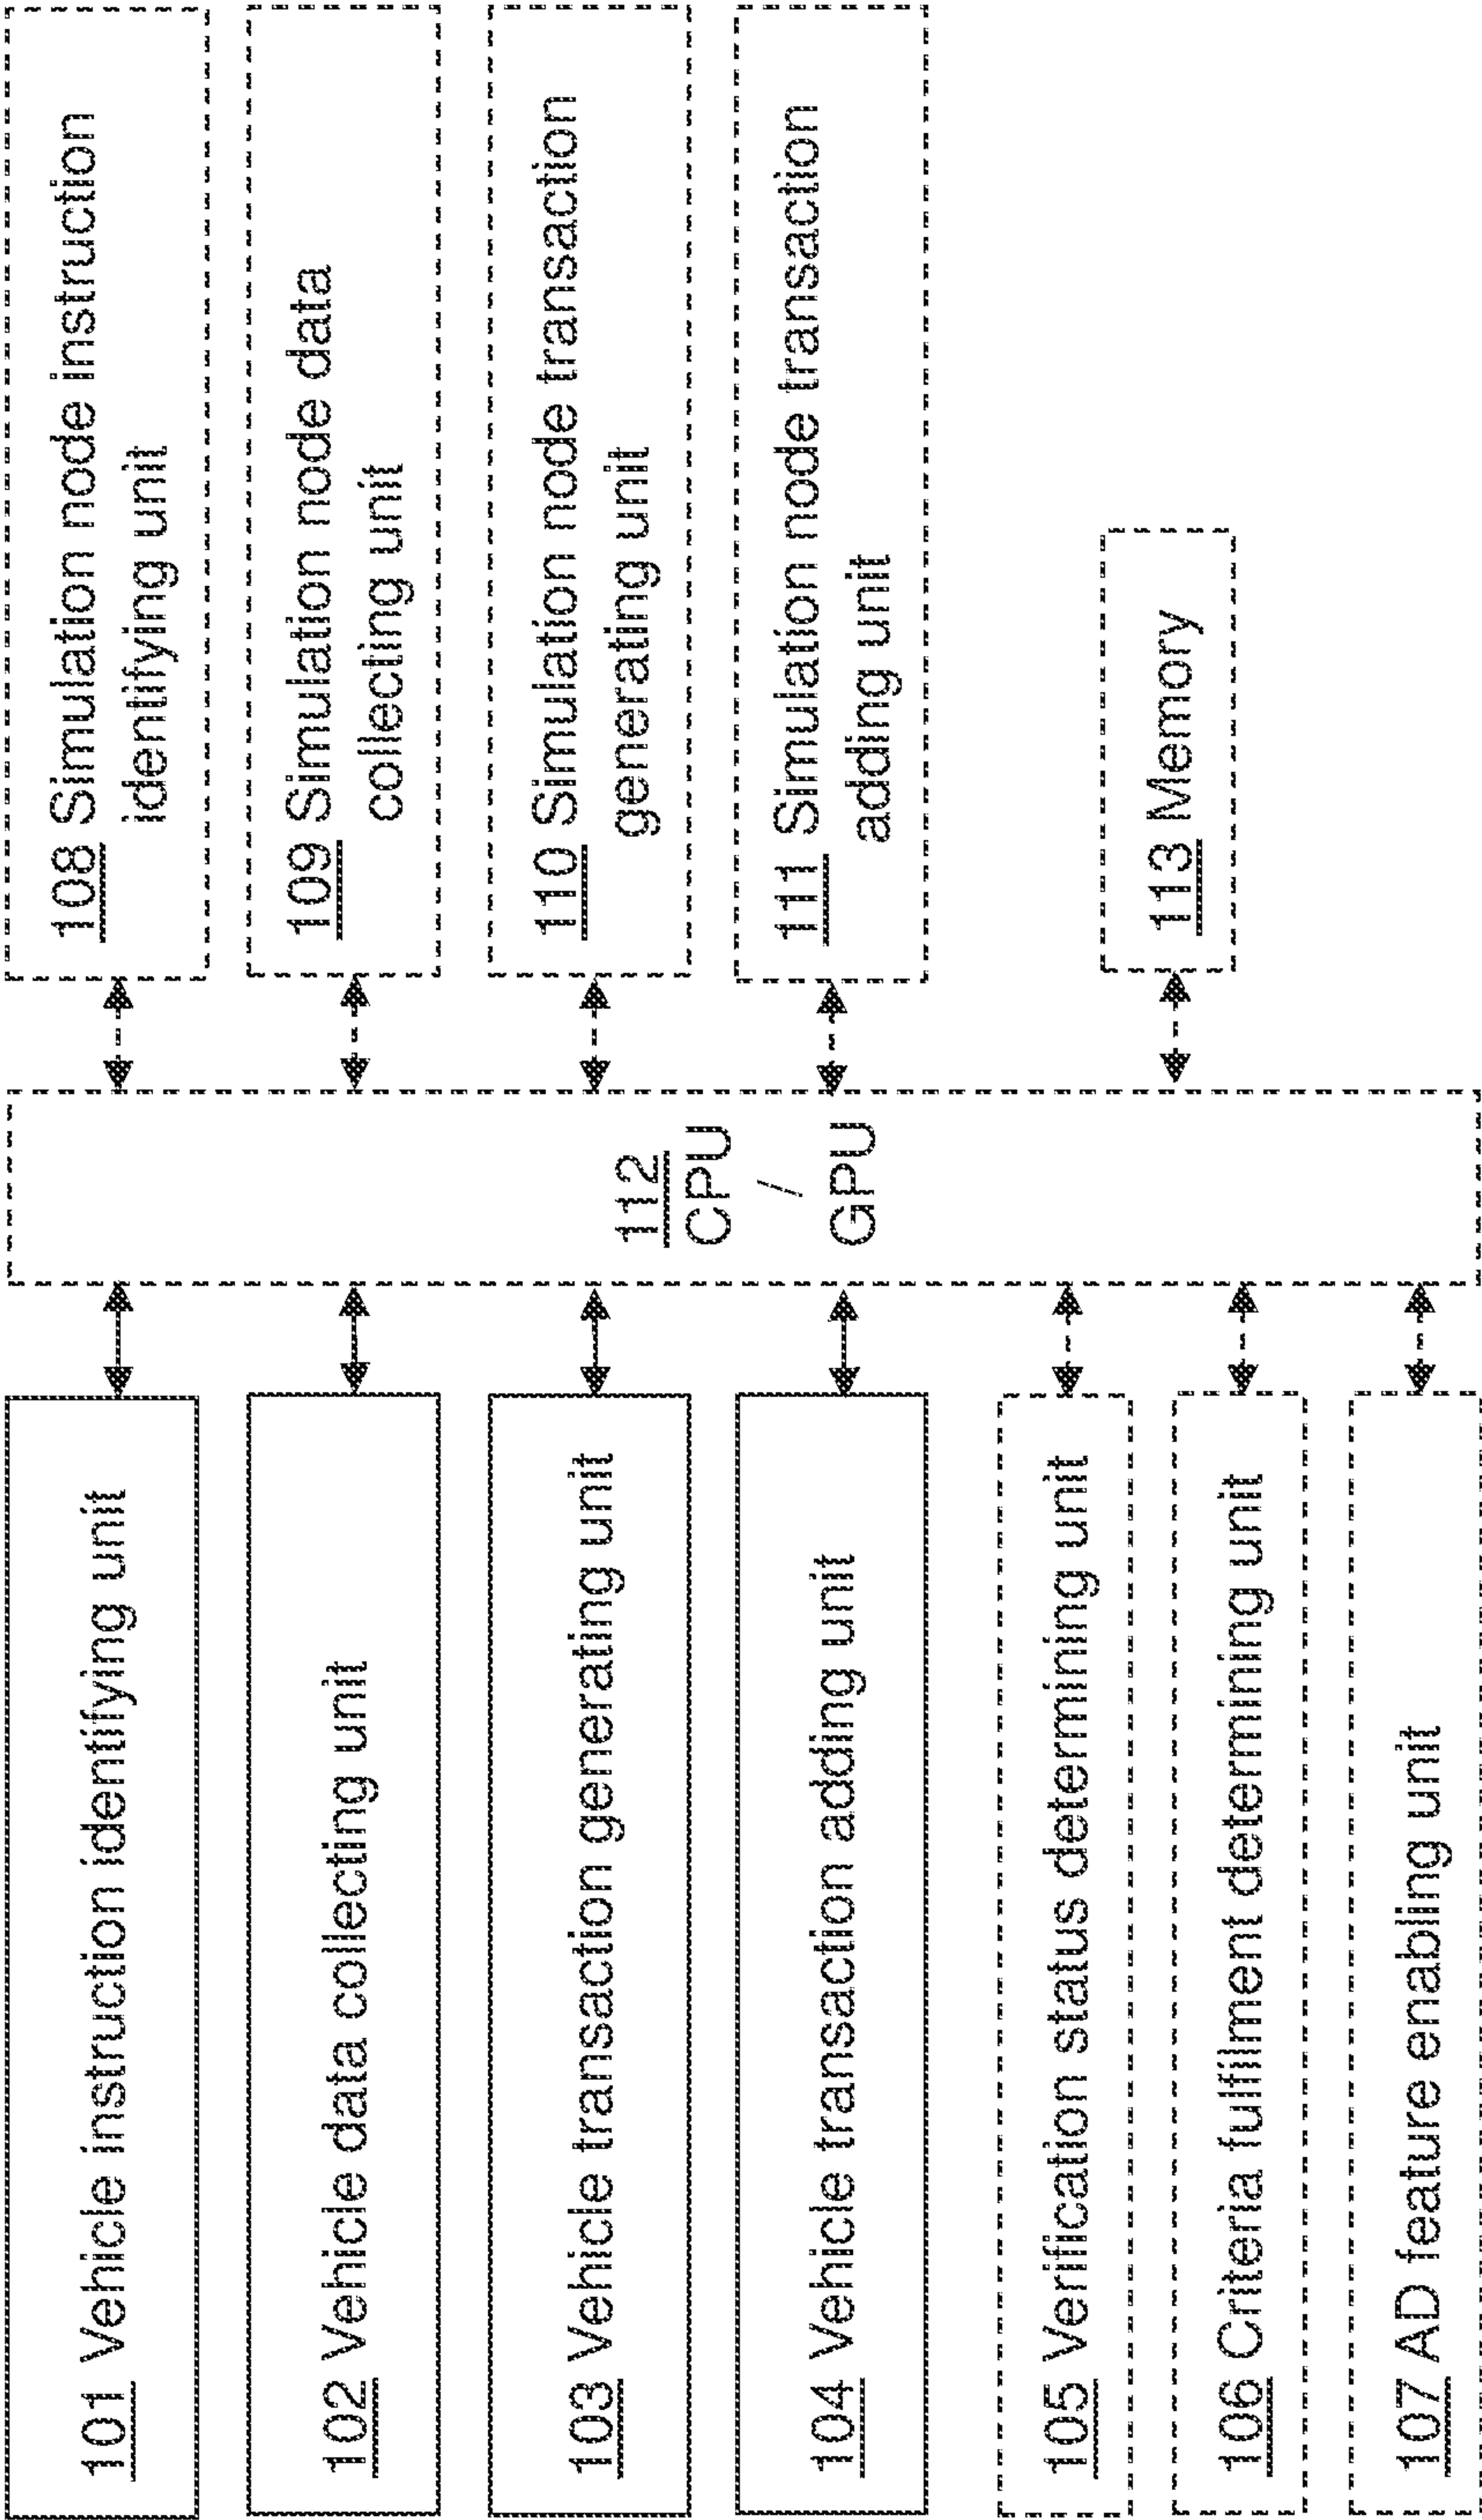 101 Vehicle instruction identifying unit
102 Vehicle data collecting unit
103 Vehicle transaction generating unit
104 Vehicle transaction adding unit
105 Verification status determining unit
106 Criteria fulfilment determining unit
107 AD feature enabling unit
112
CPU
/
GPU
108 Simulation node instruction
identifying unit
109 Simulation node data
collecting unit
110 Simulation node transaction
generating unit
111 Simulation node transaction
adding unit
113 Memory